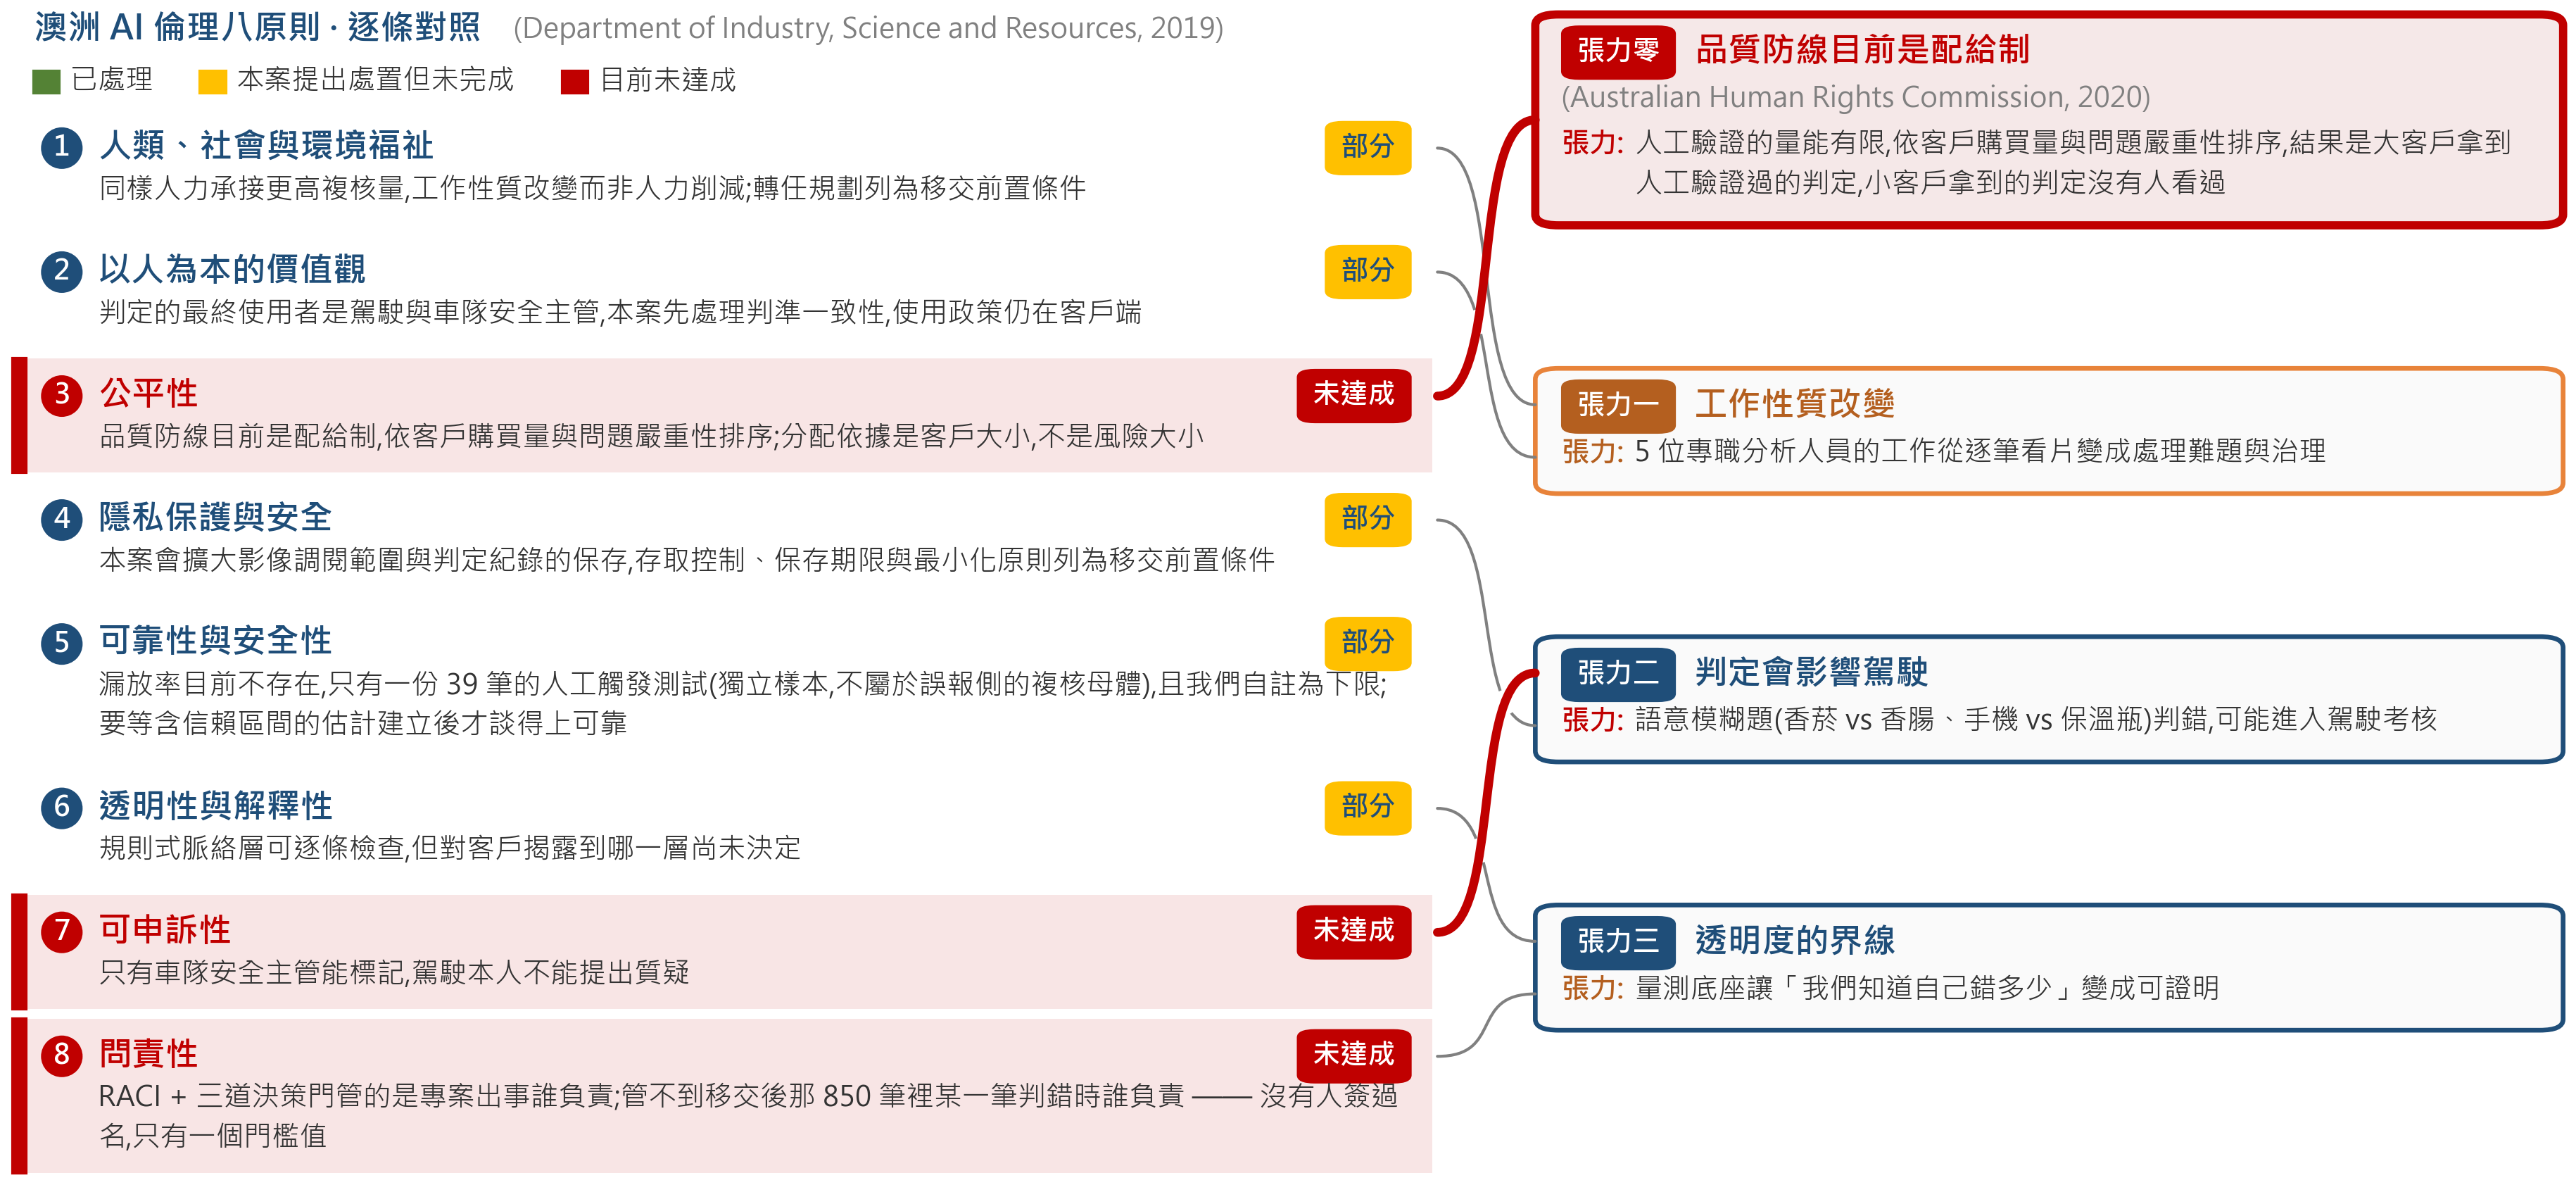 澳洲 AI 倫理八原則 · 逐條對照 (Department of Industry, Science and Resources, 2019)
已處理 本案提出處置但未完成 目前未達成
1 人類、社會與環境福祉 部分
同樣人力承接更高複核量,工作性質改變而非人力削減;轉任規劃列為移交前置條件
2 以人為本的價值觀 部分
判定的最終使用者是駕駛與車隊安全主管,本案先處理判準一致性,使用政策仍在客戶端
3 公平性 未達成
品質防線目前是配給制,依客戶購買量與問題嚴重性排序;分配依據是客戶大小,不是風險大小
4 隱私保護與安全 部分
本案會擴大影像調閱範圍與判定紀錄的保存,存取控制、保存期限與最小化原則列為移交前置條件
5 可靠性與安全性 部分
漏放率目前不存在,只有一份 39 筆的人工觸發測試(獨立樣本,不屬於誤報側的複核母體),且我們自註為下限;
要等含信賴區間的估計建立後才談得上可靠
6 透明性與解釋性 部分
規則式脈絡層可逐條檢查,但對客戶揭露到哪一層尚未決定
7 可申訴性 未達成
只有車隊安全主管能標記,駕駛本人不能提出質疑
8 問責性 未達成
RACI + 三道決策門管的是專案出事誰負責;管不到移交後那 850 筆裡某一筆判錯時誰負責 —— 沒有人簽過
名,只有一個門檻值
張力零 品質防線目前是配給制
(Australian Human Rights Commission, 2020)
張力: 人工驗證的量能有限,依客戶購買量與問題嚴重性排序,結果是大客戶拿到
人工驗證過的判定,小客戶拿到的判定沒有人看過
張力一 工作性質改變
張力: 5 位專職分析人員的工作從逐筆看片變成處理難題與治理
張力二 判定會影響駕駛
張力: 語意模糊題(香菸 vs 香腸、手機 vs 保溫瓶)判錯,可能進入駕駛考核
張力三 透明度的界線
張力: 量測底座讓「我們知道自己錯多少」變成可證明